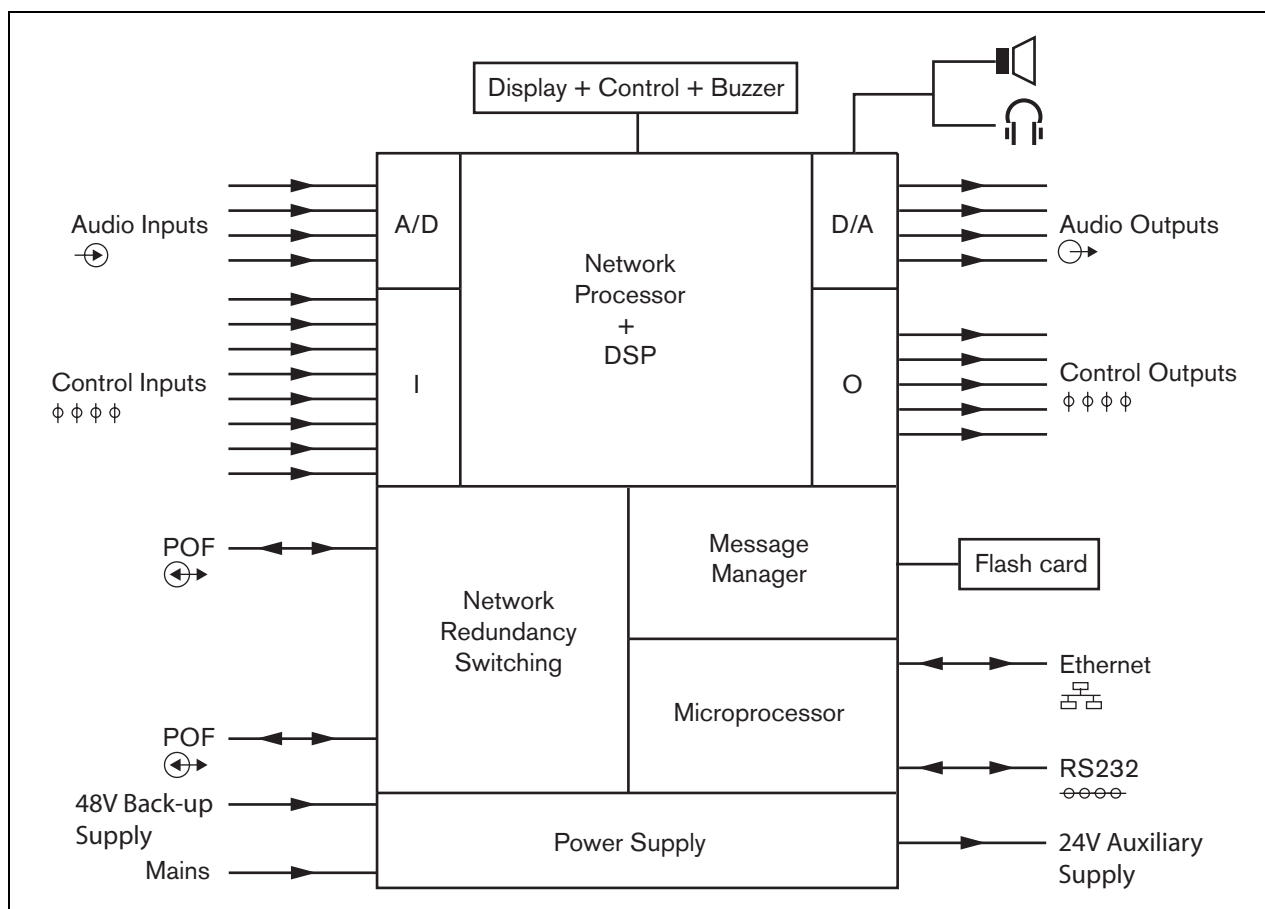 Display + Control + Buzzer
Audio Inputs
A/D
Network
Processor
+
DSP
D/A
Audio Outputs
Control Inputs
I
O
Control Outputs
POF
Network
Redundancy
Switching
Message
Manager
Flash card
Ethernet
Microprocessor
POF
RS232
48V Back-up
Supply
Mains
Power Supply
24V Auxiliary
Supply